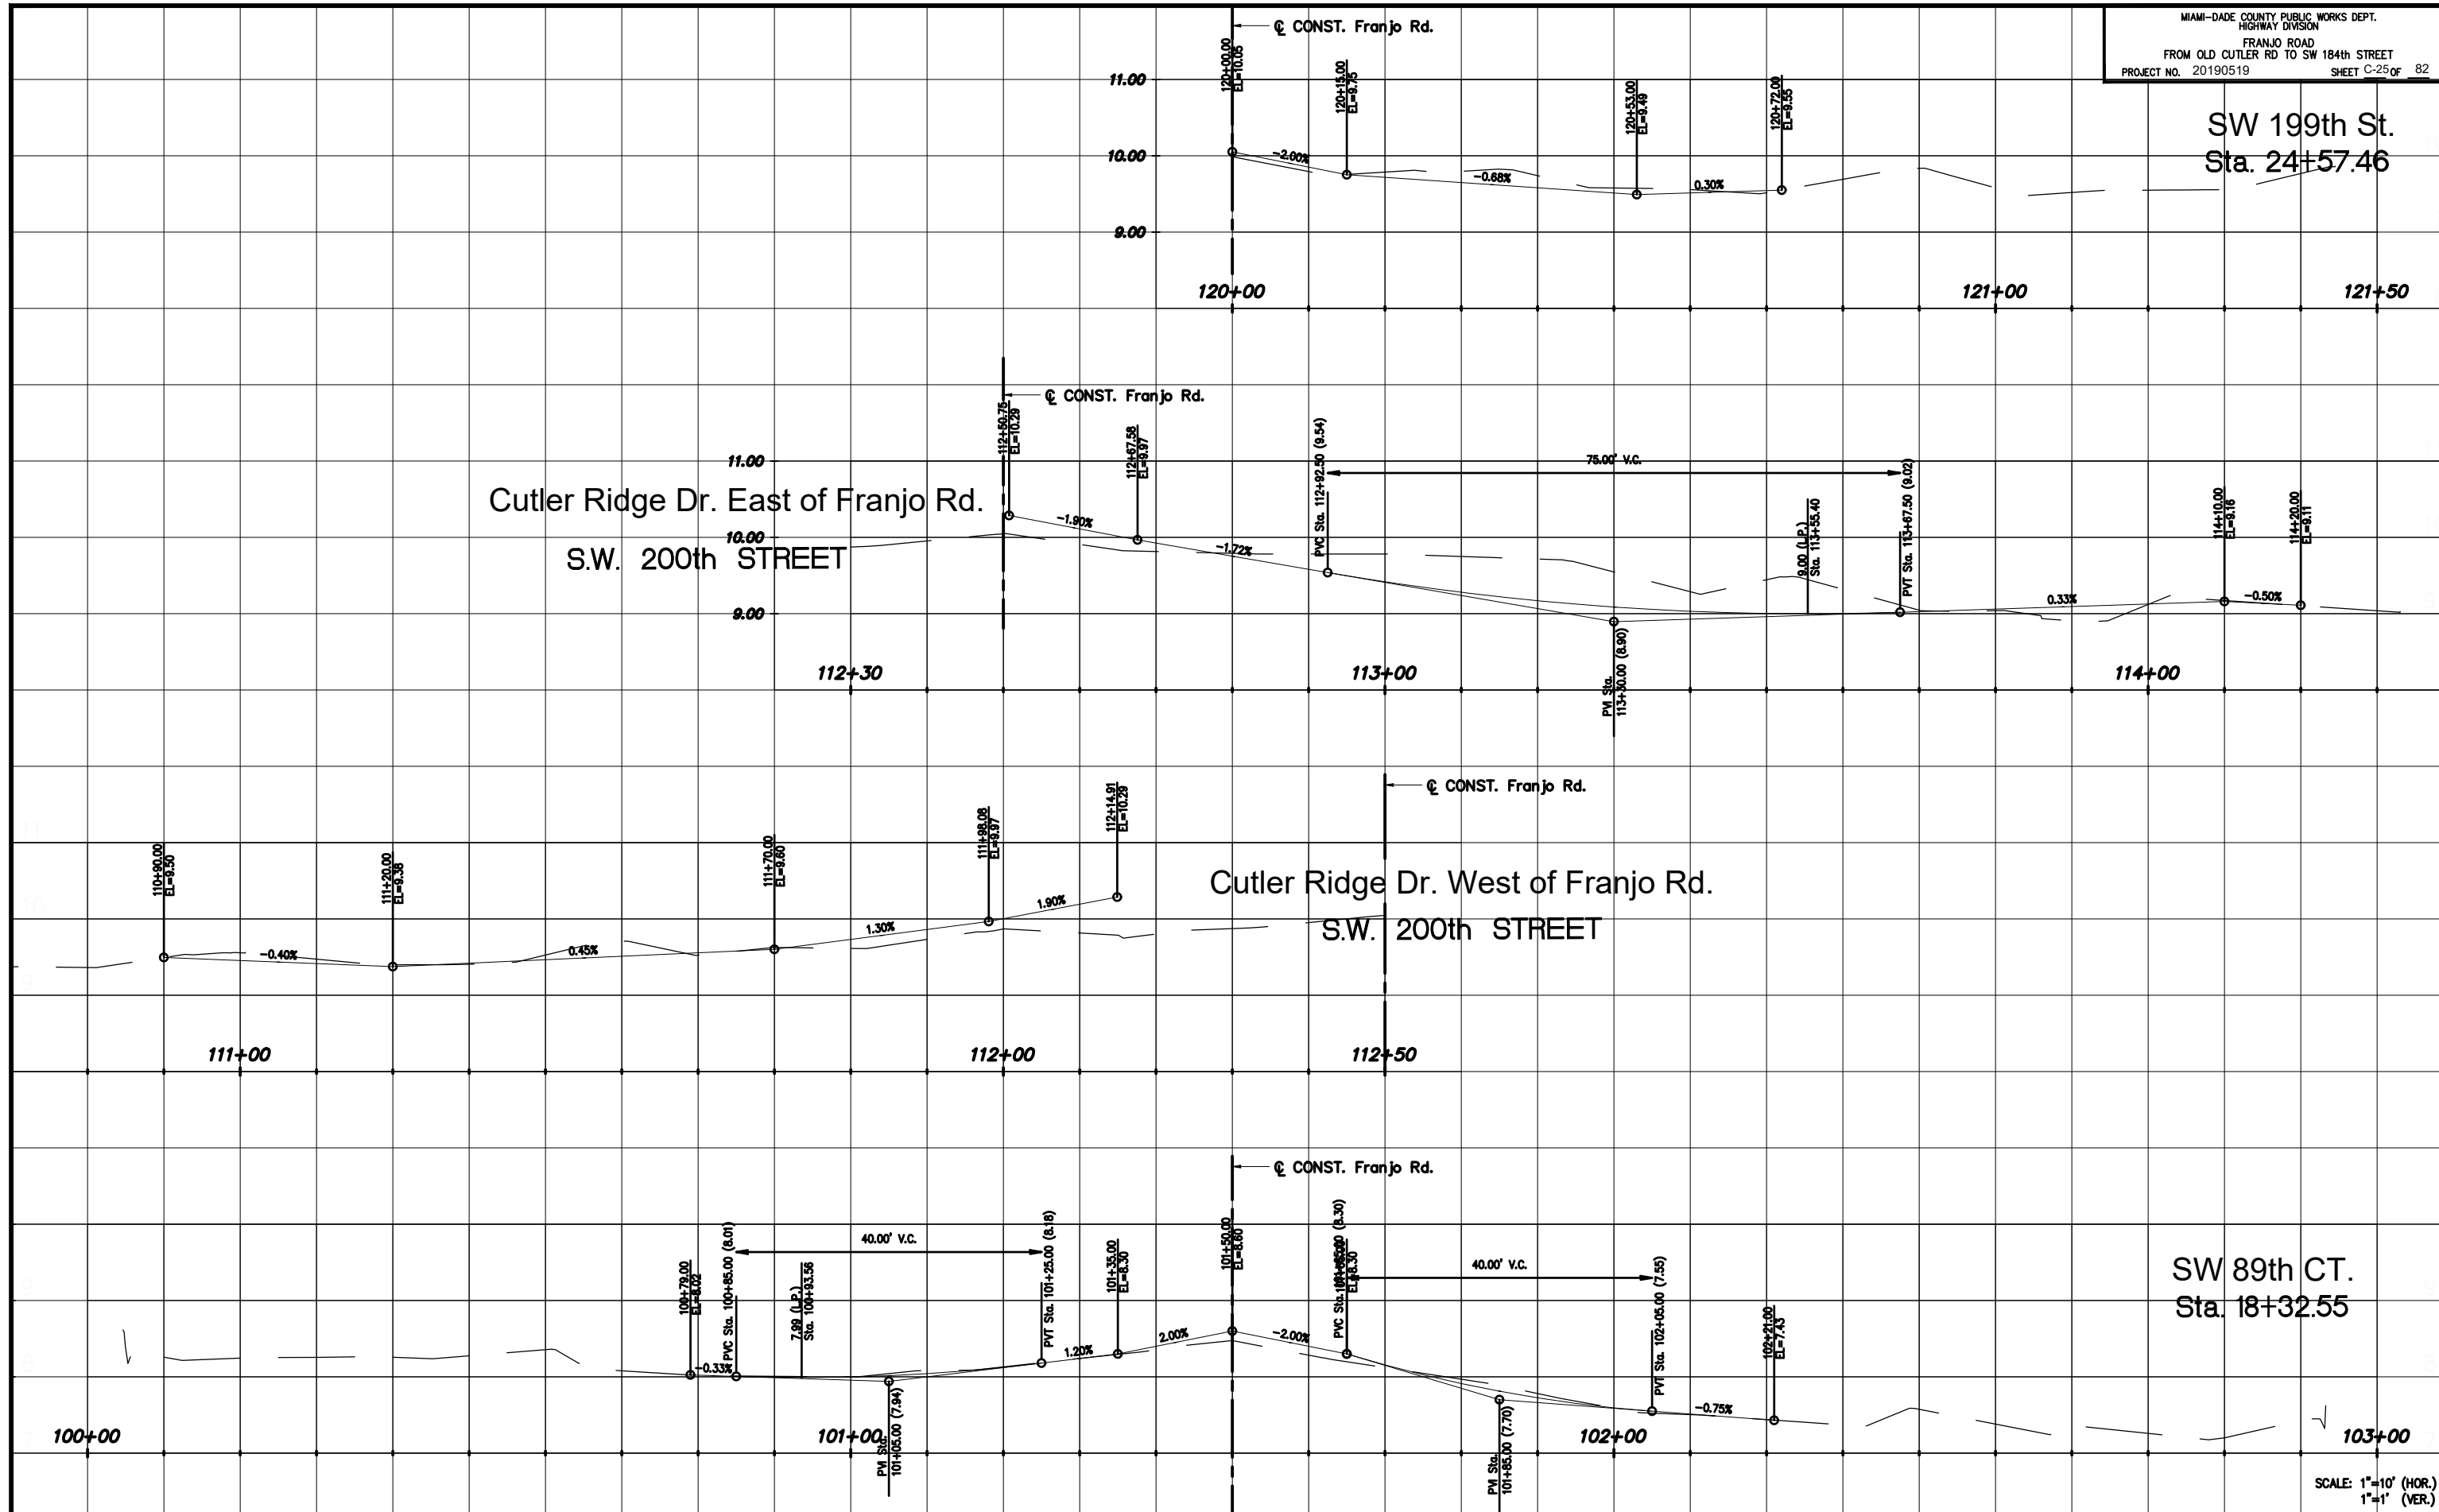 MIAMI-DADE COUNTY PUBLIC WORKS DEPT.
HIGHWAY DIVISION
FRANJO ROAD
FROM OLD CUTLER RD TO SW 184th STREET
PROJECT NO. 20190519 SHEET C-25 OF 82
℄ CONST. Franjo Rd.
120+00.00
EL=10.05
120+15.00
EL=9.75
120+53.00
EL=9.49
120+72.00
EL=9.55
SW 199th St.
Sta. 24+57.46
11.00
10.00
9.00
-2.00%
-0.68%
0.30%
120+00
121+00
121+50
℄ CONST. Franjo Rd.
112+50.75
EL=10.29
112+67.58
EL=9.97
PVC Sta. 112+92.50 (9.54)
75.00' V.C.
9.00 (L.P.)
Sta. 113+55.40
PVT Sta. 113+67.50 (9.02)
114+10.00
EL=9.16
114+20.00
EL=9.11
11.00
10.00
9.00
Cutler Ridge Dr. East of Franjo Rd.
S.W. 200th STREET
-1.90%
-1.72%
0.33%
-0.50%
PVI Sta.
113+30.00 (8.90)
112+30
113+00
114+00
℄ CONST. Franjo Rd.
110+90.00
EL=9.50
111+20.00
EL=9.38
111+70.00
EL=9.60
111+98.08
EL=9.97
112+14.91
EL=10.29
Cutler Ridge Dr. West of Franjo Rd.
S.W. 200th STREET
-0.40%
0.45%
1.30%
1.90%
111+00
112+00
112+50
℄ CONST. Franjo Rd.
100+79.00
EL=8.02
PVC Sta. 100+85.00 (8.01)
40.00' V.C.
7.99 (L.P.)
Sta. 100+93.56
PVT Sta. 101+25.00 (8.18)
101+35.00
EL=8.30
101+50.00
EL=8.60
PVC Sta. 101+65.00 (8.30)
EL=8.30
40.00' V.C.
PVT Sta. 102+05.00 (7.55)
102+21.00
EL=7.43
SW 89th CT.
Sta. 18+32.55
-0.33%
1.20%
2.00%
-2.00%
-0.75%
PVI Sta.
101+05.00 (7.94)
PVI Sta.
101+85.00 (7.70)
100+00
101+00
102+00
103+00
SCALE: 1"=10' (HOR.)
1"=1' (VER.)